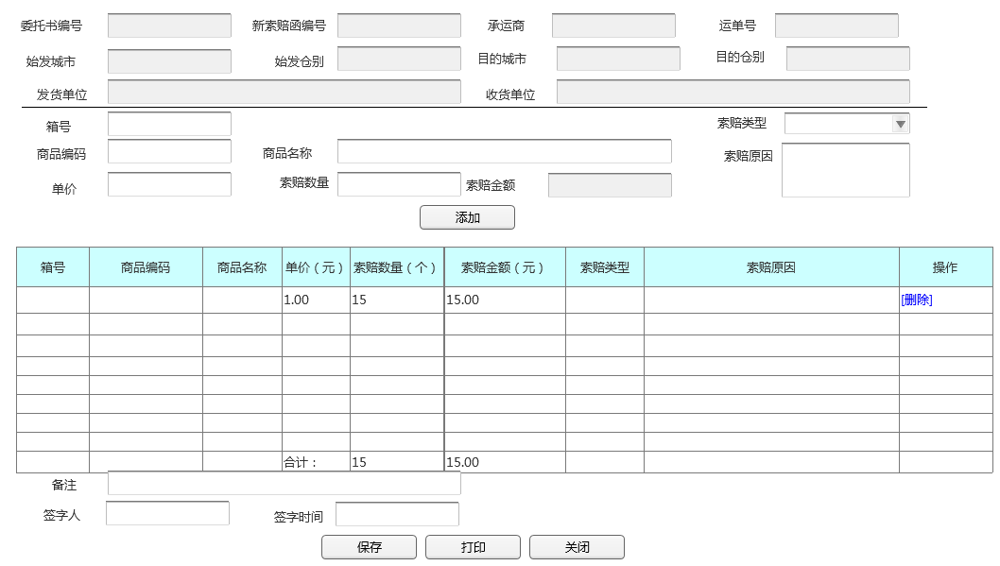 委托书编号 新索赔函编号 承运商 运单号
始发城市 始发仓别 目的城市 目的仓别
发货单位 收货单位
箱号 索赔类型
商品编码 商品名称 索赔原因
单价 索赔数量 索赔金额
添加
箱号 商品编码 商品名称 单价（元） 索赔数量（个） 索赔金额（元） 索赔类型 索赔原因 操作
1.00 15 15.00 [删除]
合计： 15 15.00
备注
签字人 签字时间
保存 打印 关闭